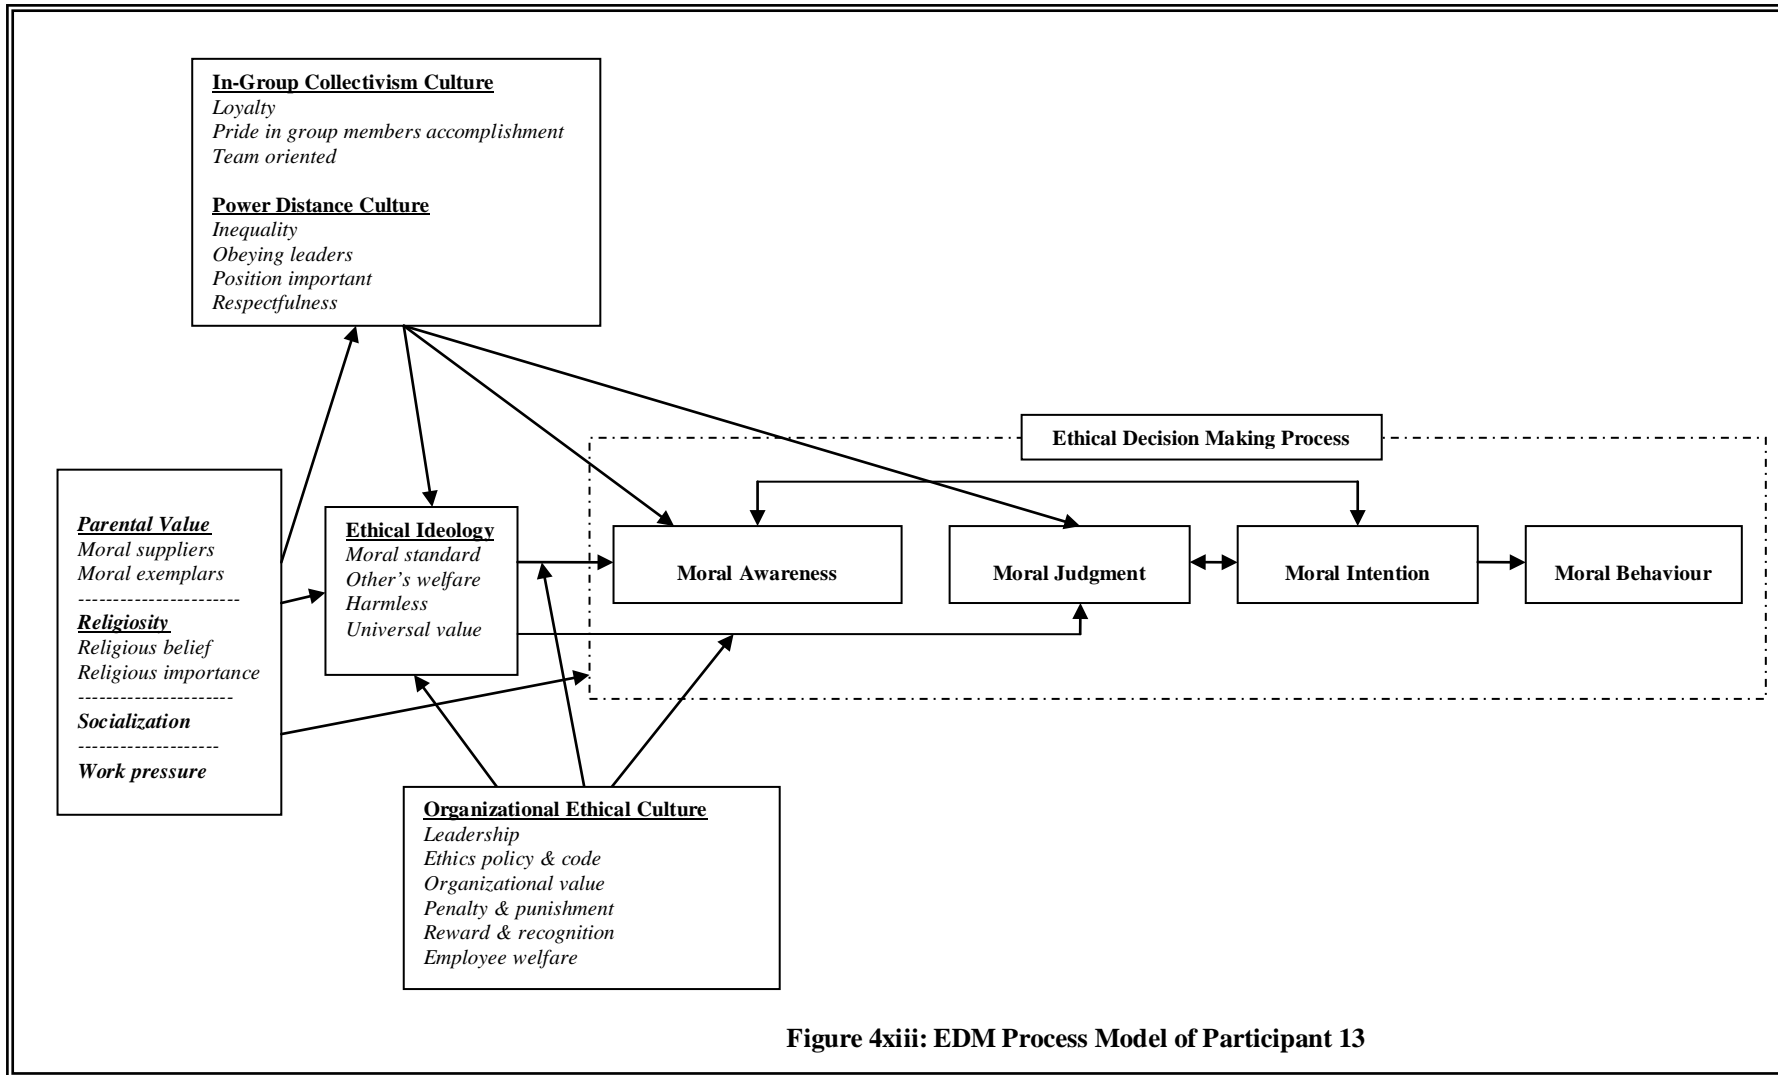 In-Group Collectivism Culture
Loyalty
Pride in group members accomplishment
Team oriented
Power Distance Culture
Inequality
Obeying leaders
Position important
Respectfulness
Ethical Decision Making Process
Parental Value
Moral suppliers
Moral exemplars
-----------------------
Religiosity
Religious belief
Religious importance
----------------------
Socialization
--------------------
Work pressure
Ethical Ideology
Moral standard
Other’s welfare
Harmless
Universal value
Moral Awareness
Moral Judgment
Moral Intention
Moral Behaviour
Organizational Ethical Culture
Leadership
Ethics policy & code
Organizational value
Penalty & punishment
Reward & recognition
Employee welfare
Figure 4xiii: EDM Process Model of Participant 13